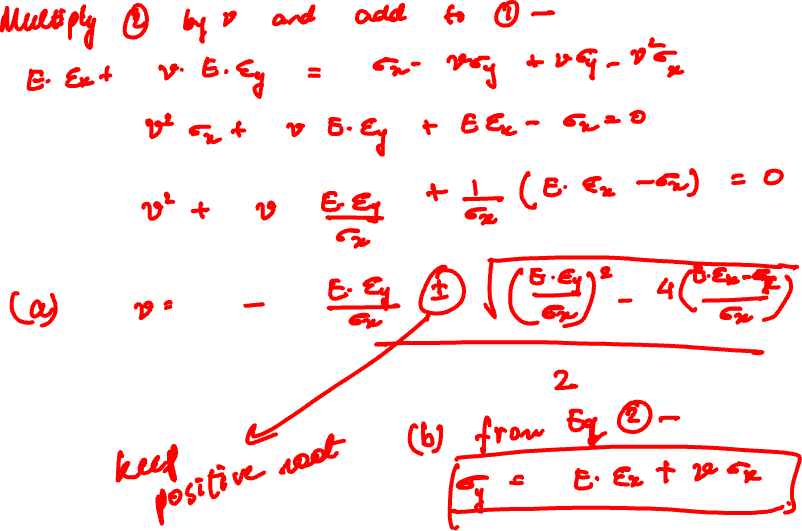 Multiply ② by ν and add to ① –
E. εx + ν. E. εy = σx - νσy + νσy - ν²σx
ν² σx + ν E. εy + E εx - σx = 0
ν² + ν E. εy / σx + 1/σx (E. εx - σx) = 0
(a) ν = - E. εy / σx ± √((E. εy / σx)² - 4(E. εx - σx / σx)) / 2
keep positive root
(b) from Eq ② –
σy = E. εx + ν σx